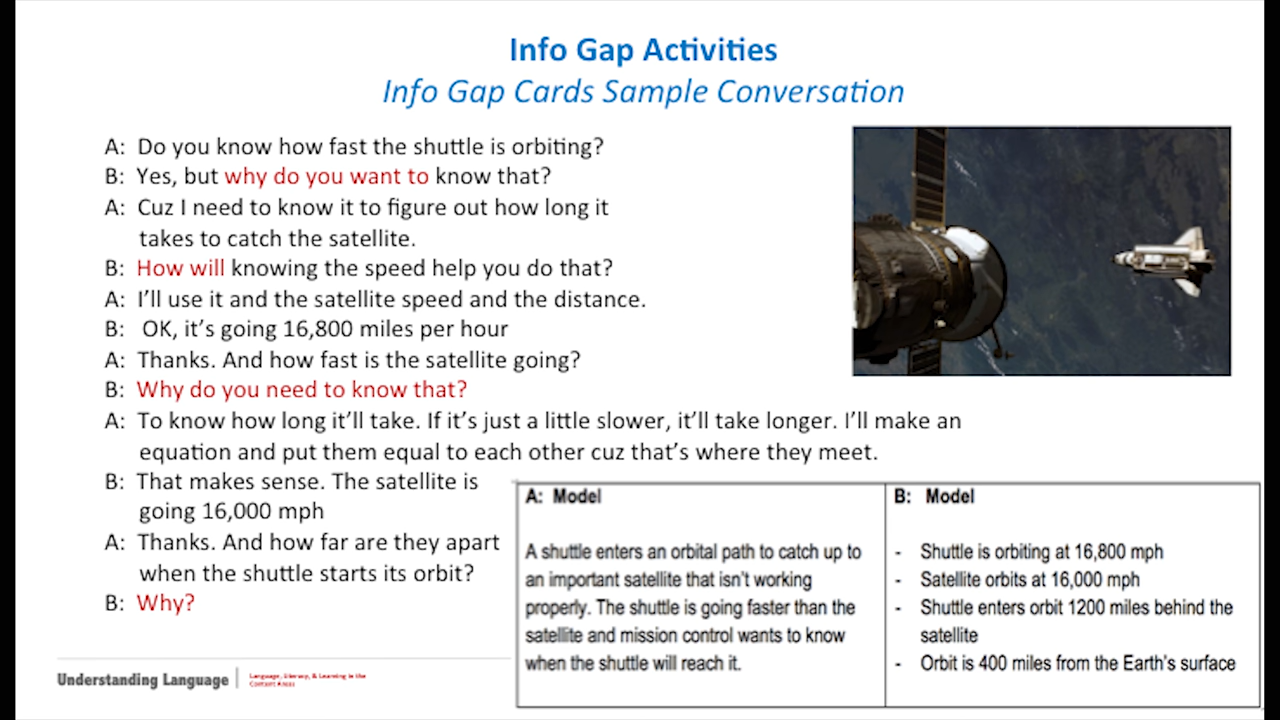 Info Gap Activities
Info Gap Cards Sample Conversation
A: Do you know how fast the shuttle is orbiting?
B: Yes, but why do you want to know that?
A: Cuz I need to know it to figure out how long it
takes to catch the satellite.
B: How will knowing the speed help you do that?
A: I'll use it and the satellite speed and the distance.
B: OK, it's going 16,800 miles per hour
A: Thanks. And how fast is the satellite going?
B: Why do you need to know that?
A: To know how long it'll take. If it's just a little slower, it'll take longer. I'll make an
equation and put them equal to each other cuz that's where they meet.
B: That makes sense. The satellite is
going 16,000 mph
A: Thanks. And how far are they apart
when the shuttle starts its orbit?
B: Why?
A: Model
A shuttle enters an orbital path to catch up to
an important satellite that isn't working
properly. The shuttle is going faster than the
satellite and mission control wants to know
when the shuttle will reach it.
B: Model
- Shuttle is orbiting at 16,800 mph
- Satellite orbits at 16,000 mph
- Shuttle enters orbit 1200 miles behind the
satellite
- Orbit is 400 miles from the Earth's surface
Understanding Language
Language, Literacy, & Learning in the
Content Areas